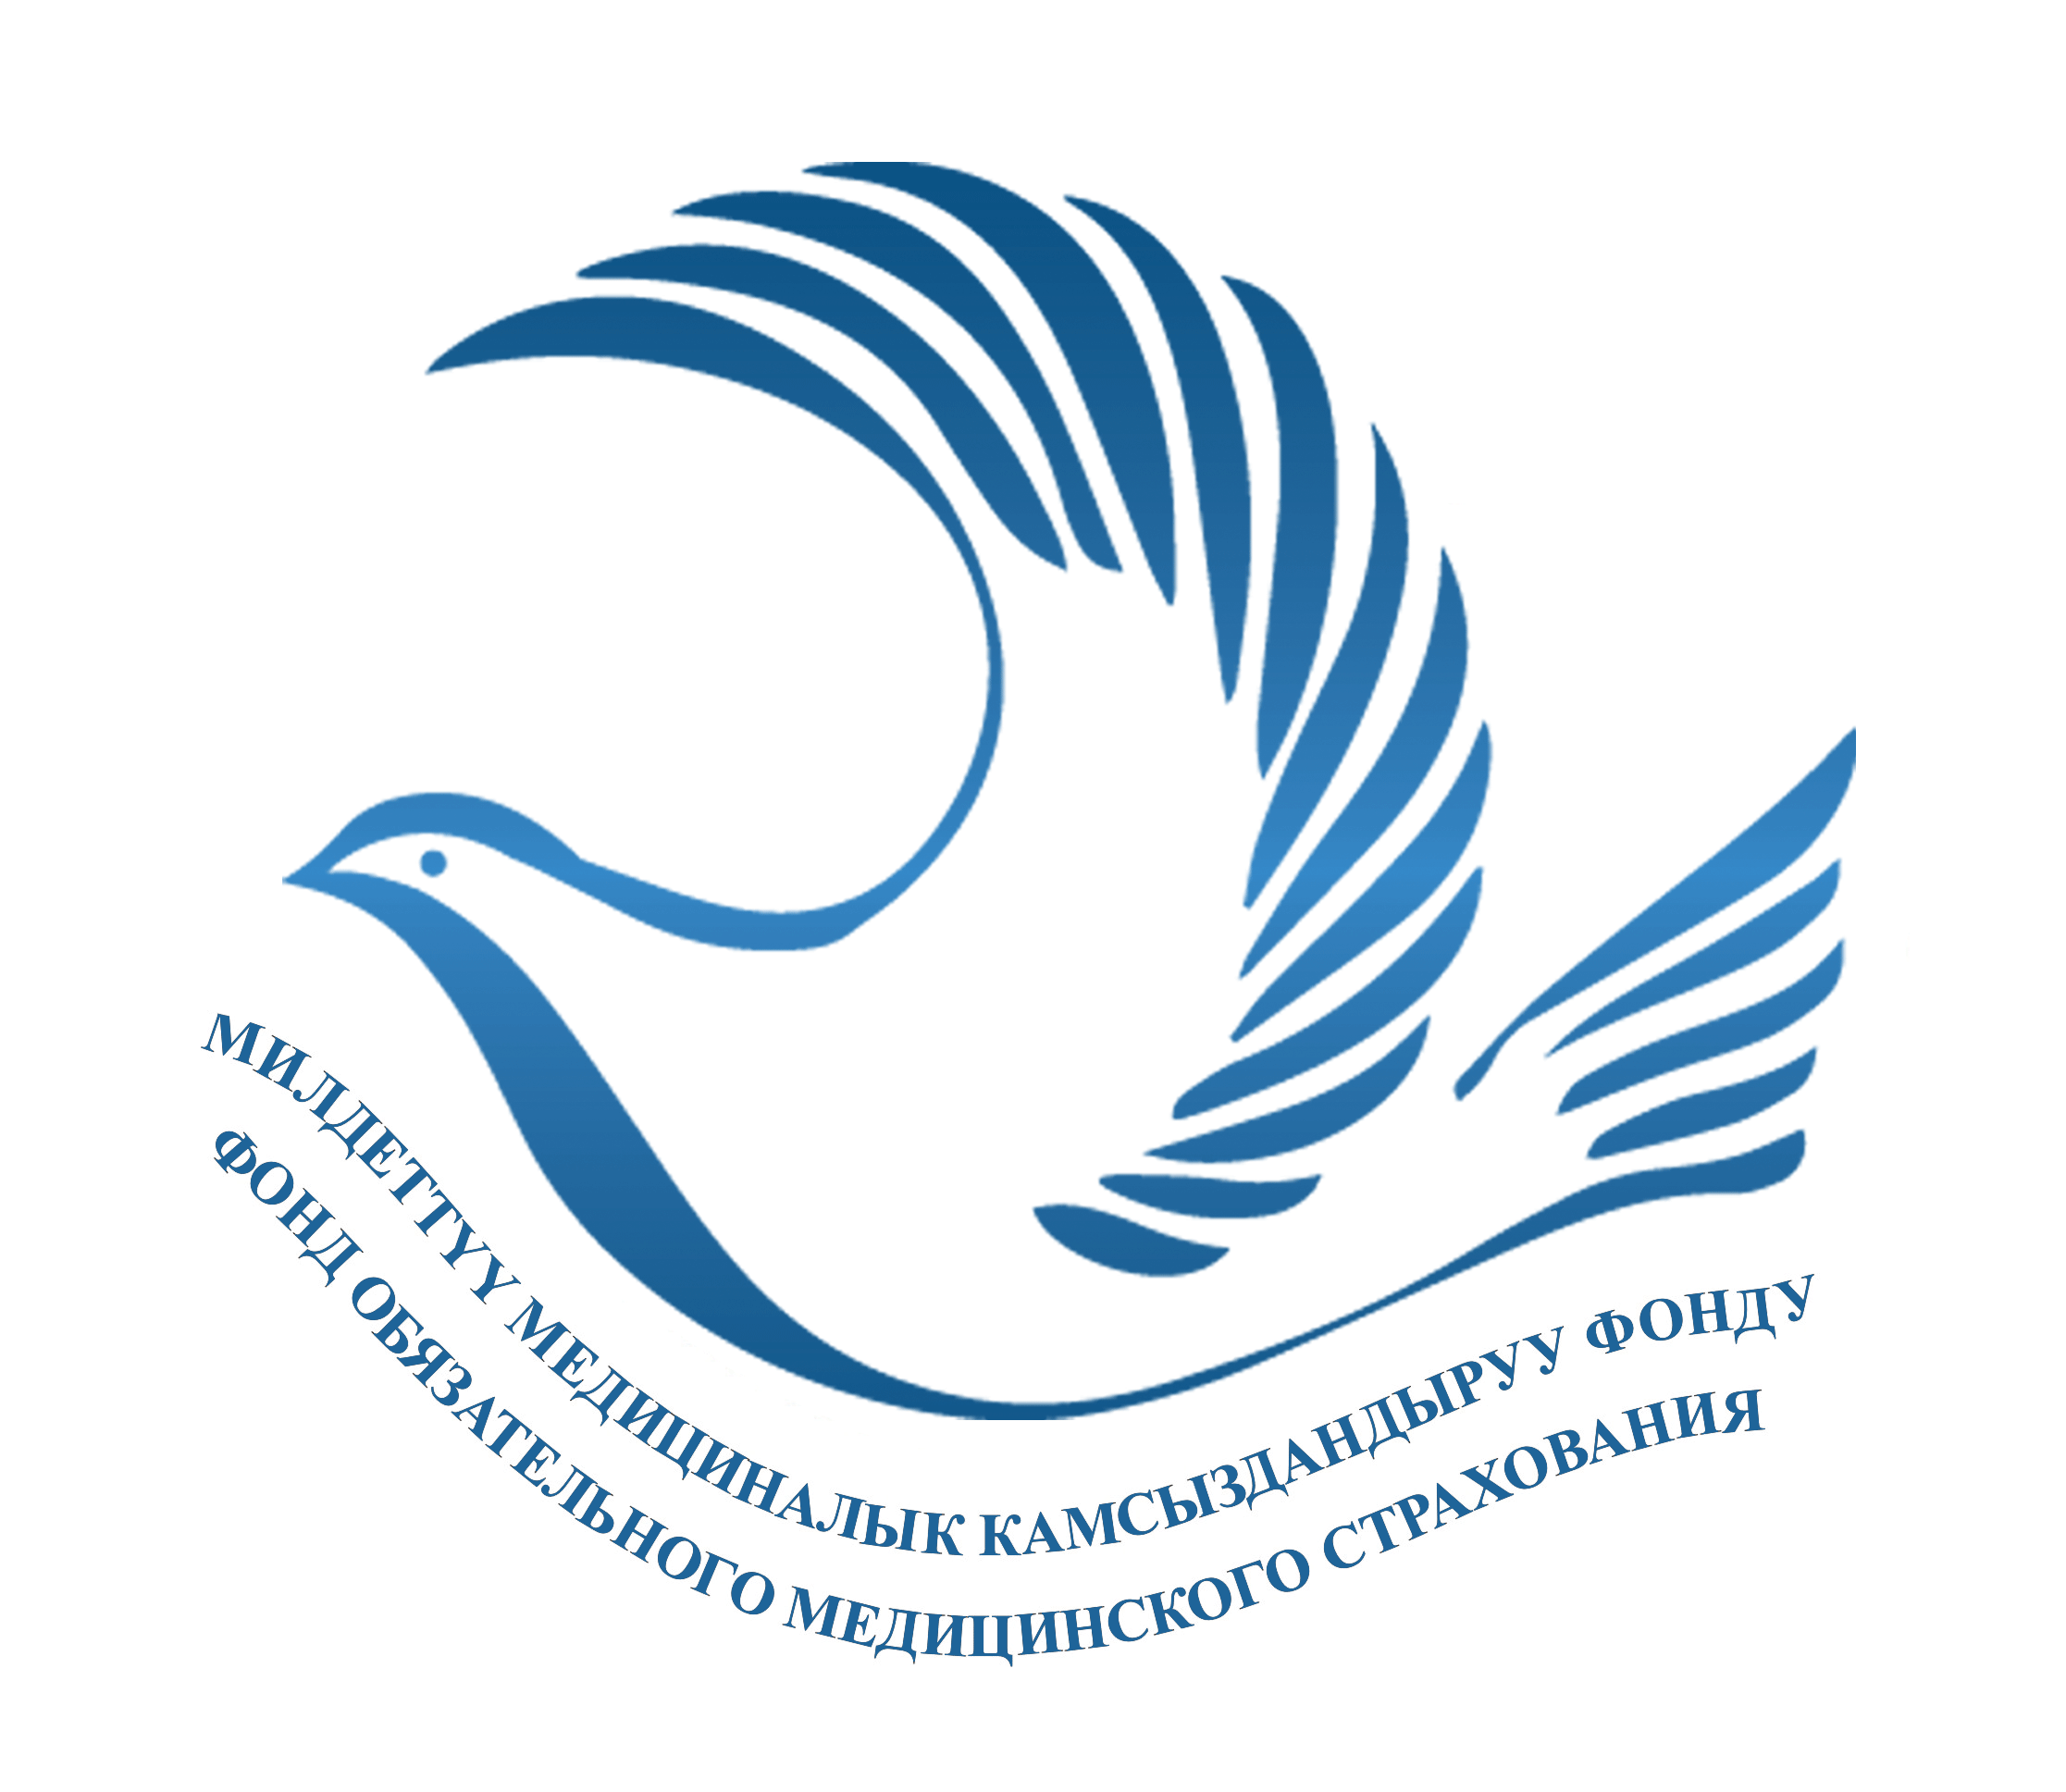 МИЛДЕТТҮҮ МЕДИЦИНАЛЫК КАМСЫЗДАНДЫРУУ ФОНДУ
ФОНД ОБЯЗАТЕЛЬНОГО МЕДИЦИНСКОГО СТРАХОВАНИЯ